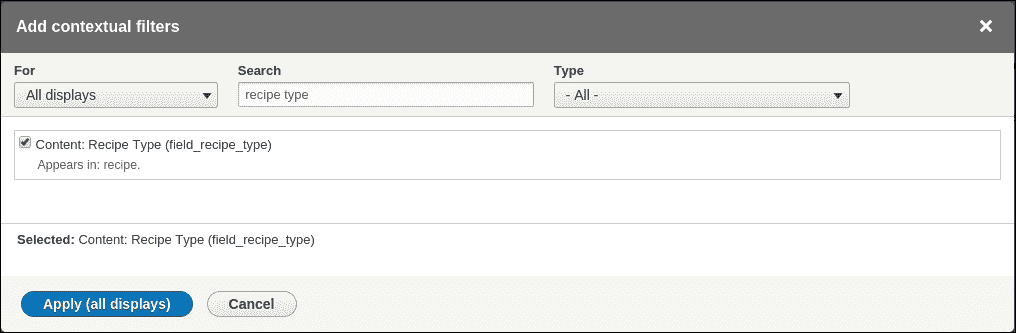 Add contextual filters
For Search Type
All displays recipe type - All -
Content: Recipe Type (field_recipe_type)
Appears in: recipe.
Selected: Content: Recipe Type (field_recipe_type)
Apply (all displays) Cancel